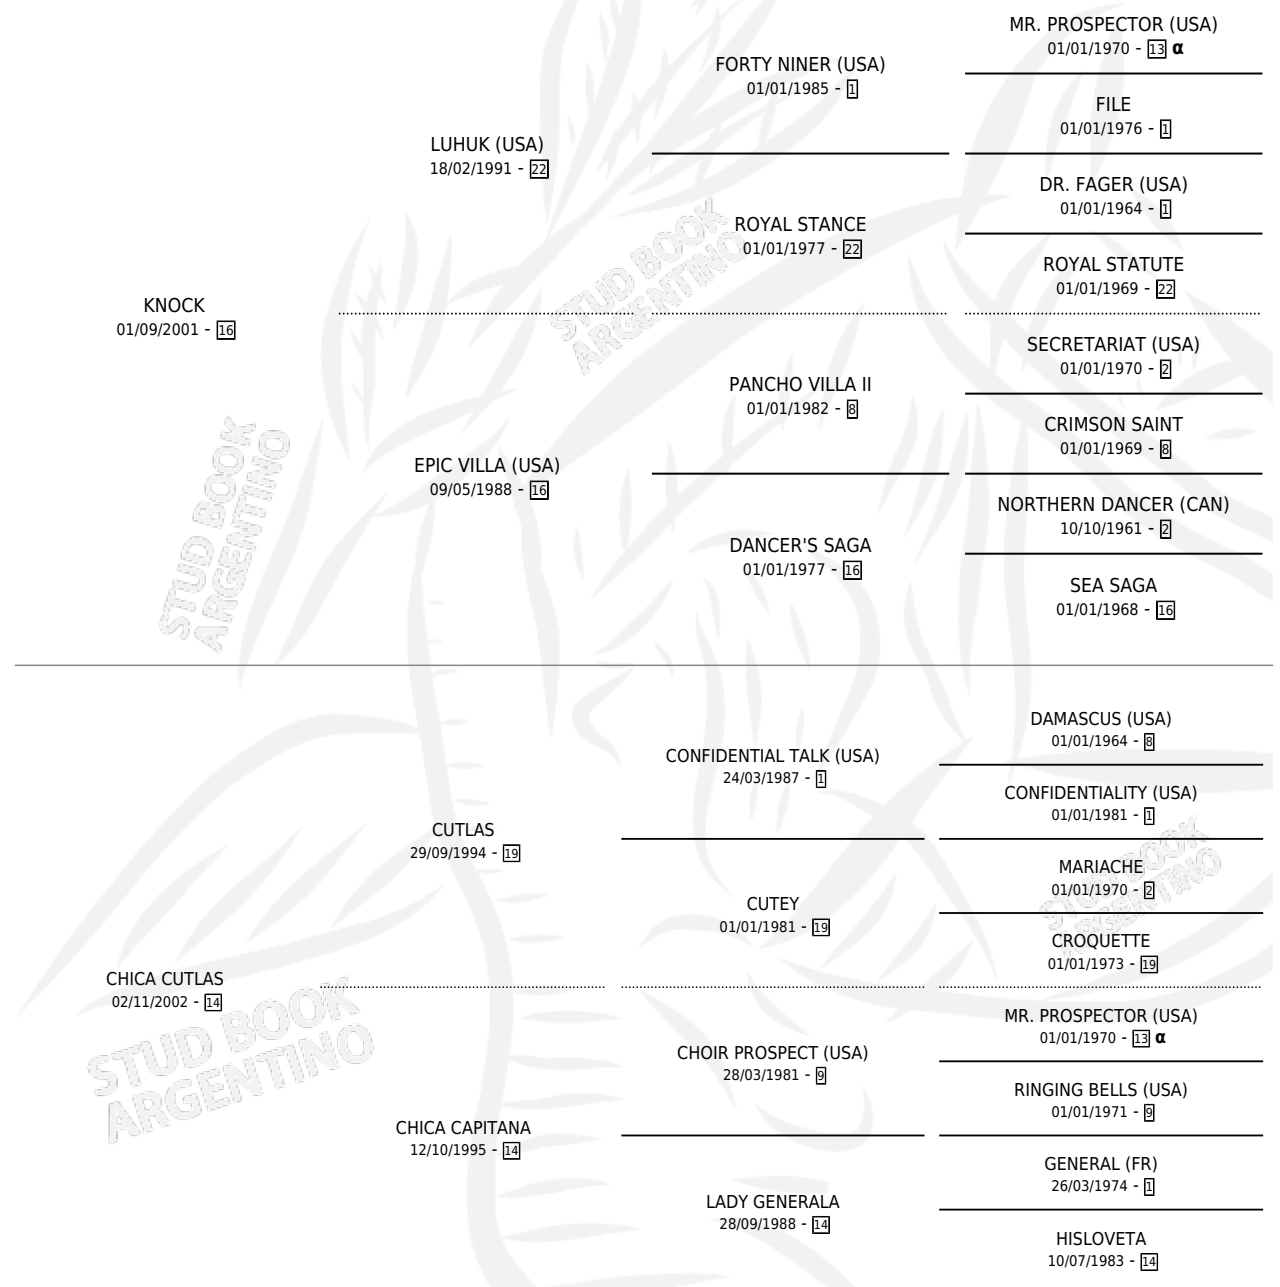 MR. PROSPECTOR (USA)
01/01/1970 - 13 α
FORTY NINER (USA)
01/01/1985 - 1
FILE
01/01/1976 - 1
LUHUK (USA)
18/02/1991 - 22
DR. FAGER (USA)
01/01/1964 - 1
ROYAL STANCE
01/01/1977 - 22
ROYAL STATUTE
01/01/1969 - 22
STUD BOOK
ARGENTINO
KNOCK
01/09/2001 - 16
SECRETARIAT (USA)
01/01/1970 - 2
PANCHO VILLA II
01/01/1982 - 8
CRIMSON SAINT
01/01/1969 - 8
EPIC VILLA (USA)
09/05/1988 - 16
NORTHERN DANCER (CAN)
10/10/1961 - 2
DANCER'S SAGA
01/01/1977 - 16
SEA SAGA
01/01/1968 - 16
STUD BOOK
ARGENTINO
DAMASCUS (USA)
01/01/1964 - 8
CONFIDENTIAL TALK (USA)
24/03/1987 - 1
CONFIDENTIALITY (USA)
01/01/1981 - 1
CUTLAS
29/09/1994 - 19
MARIACHE
01/01/1970 - 2
CUTEY
01/01/1981 - 19
CROQUETTE
01/01/1973 - 19
STUD BOOK
ARGENTINO
CHICA CUTLAS
02/11/2002 - 14
MR. PROSPECTOR (USA)
01/01/1970 - 13 α
CHOIR PROSPECT (USA)
28/03/1981 - 9
RINGING BELLS (USA)
01/01/1971 - 9
STUD BOOK
ARGENTINO
CHICA CAPITANA
12/10/1995 - 14
GENERAL (FR)
26/03/1974 - 1
LADY GENERALA
28/09/1988 - 14
HISLOVETA
10/07/1983 - 14